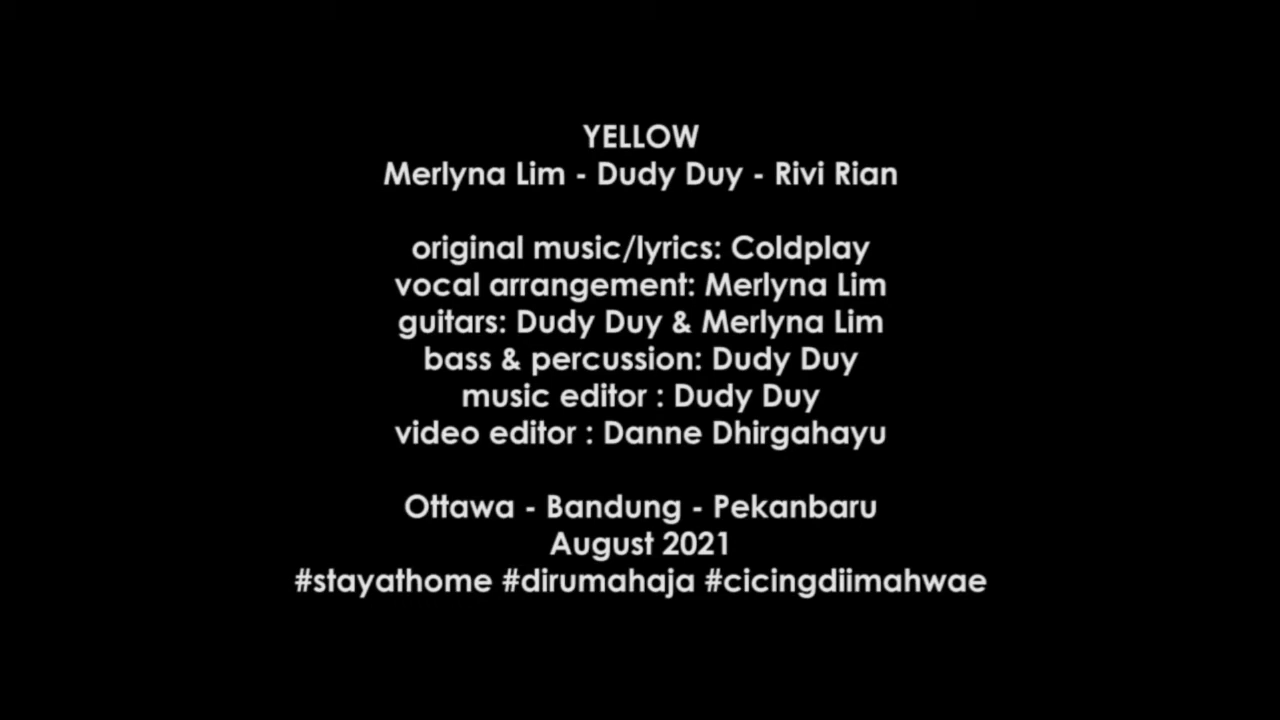 YELLOW
Merlyna Lim - Dudy Duy - Rivi Rian
original music/lyrics: Coldplay
vocal arrangement: Merlyna Lim
guitars: Dudy Duy & Merlyna Lim
bass & percussion: Dudy Duy
music editor : Dudy Duy
video editor : Danne Dhirgahayu
Ottawa - Bandung - Pekanbaru
August 2021
#stayathome #dirumahaja #cicingdiimahwae